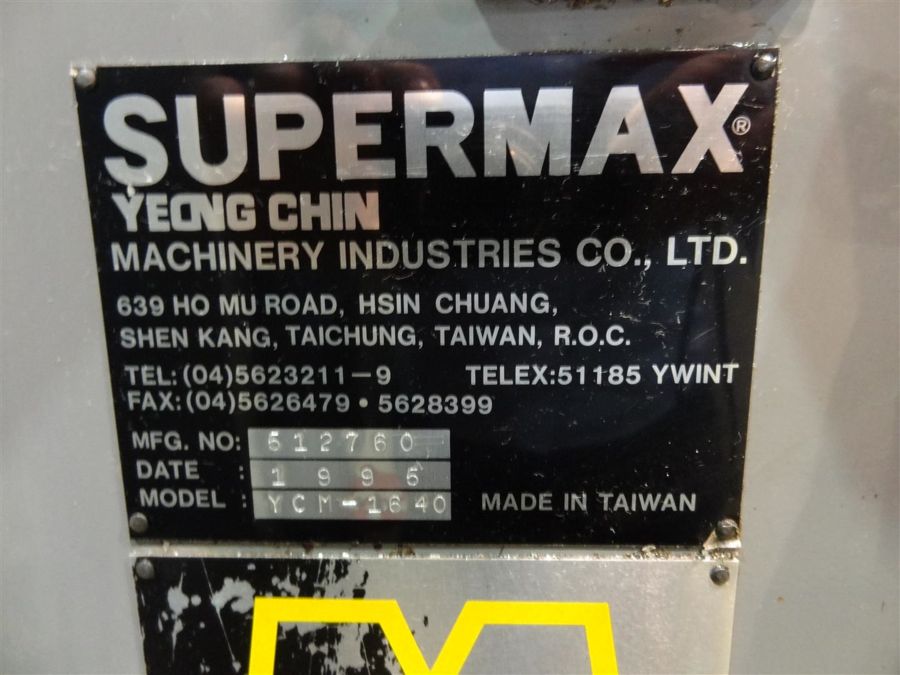 SUPERMAX®
YEONG CHIN
MACHINERY INDUSTRIES CO., LTD.
639 HO MU ROAD, HSIN CHUANG,
SHEN KANG, TAICHUNG, TAIWAN, R.O.C.
TEL:(04)5623211-9 TELEX:51185 YWINT
FAX:(04)5626479・5628399
MFG. NO: 512760
DATE : 1995
MODEL : YCM-1640 MADE IN TAIWAN